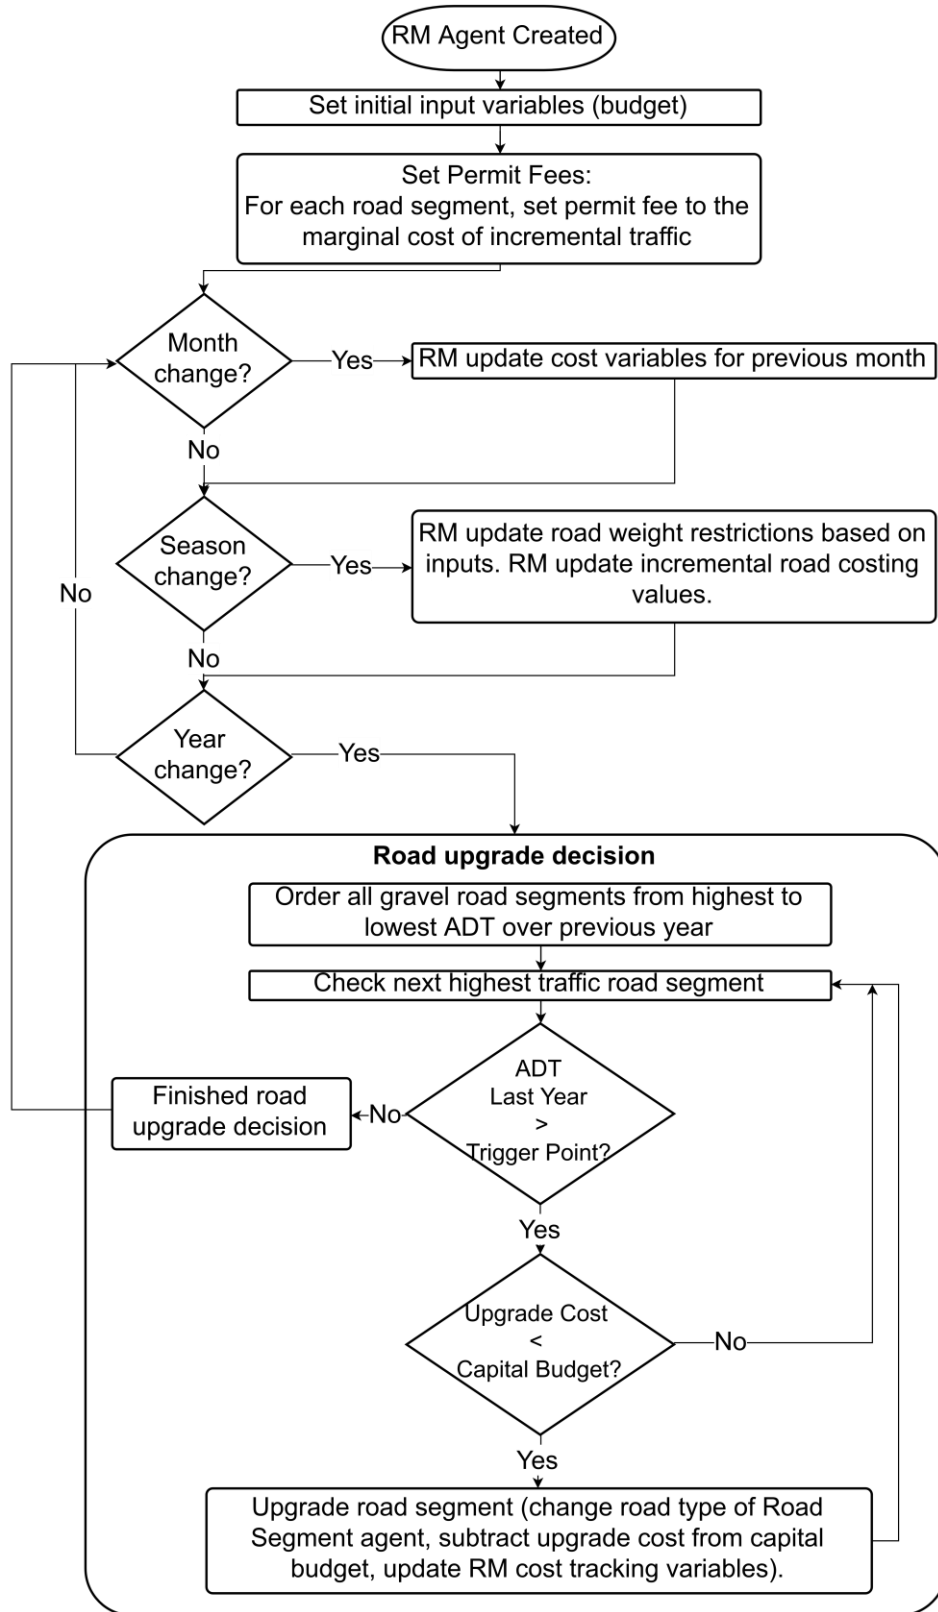 RM Agent Created
Set initial input variables (budget)
Set Permit Fees:
For each road segment, set permit fee to the
marginal cost of incremental traffic
Month
change?
Yes
RM update cost variables for previous month
No
Season
change?
Yes
RM update road weight restrictions based on
inputs. RM update incremental road costing
values.
No
No
Year
change?
Yes
Road upgrade decision
Order all gravel road segments from highest to
lowest ADT over previous year
Check next highest traffic road segment
ADT
Last Year
>
Trigger Point?
No
Finished road
upgrade decision
Yes
Upgrade Cost
<
Capital Budget?
No
Yes
Upgrade road segment (change road type of Road
Segment agent, subtract upgrade cost from capital
budget, update RM cost tracking variables).